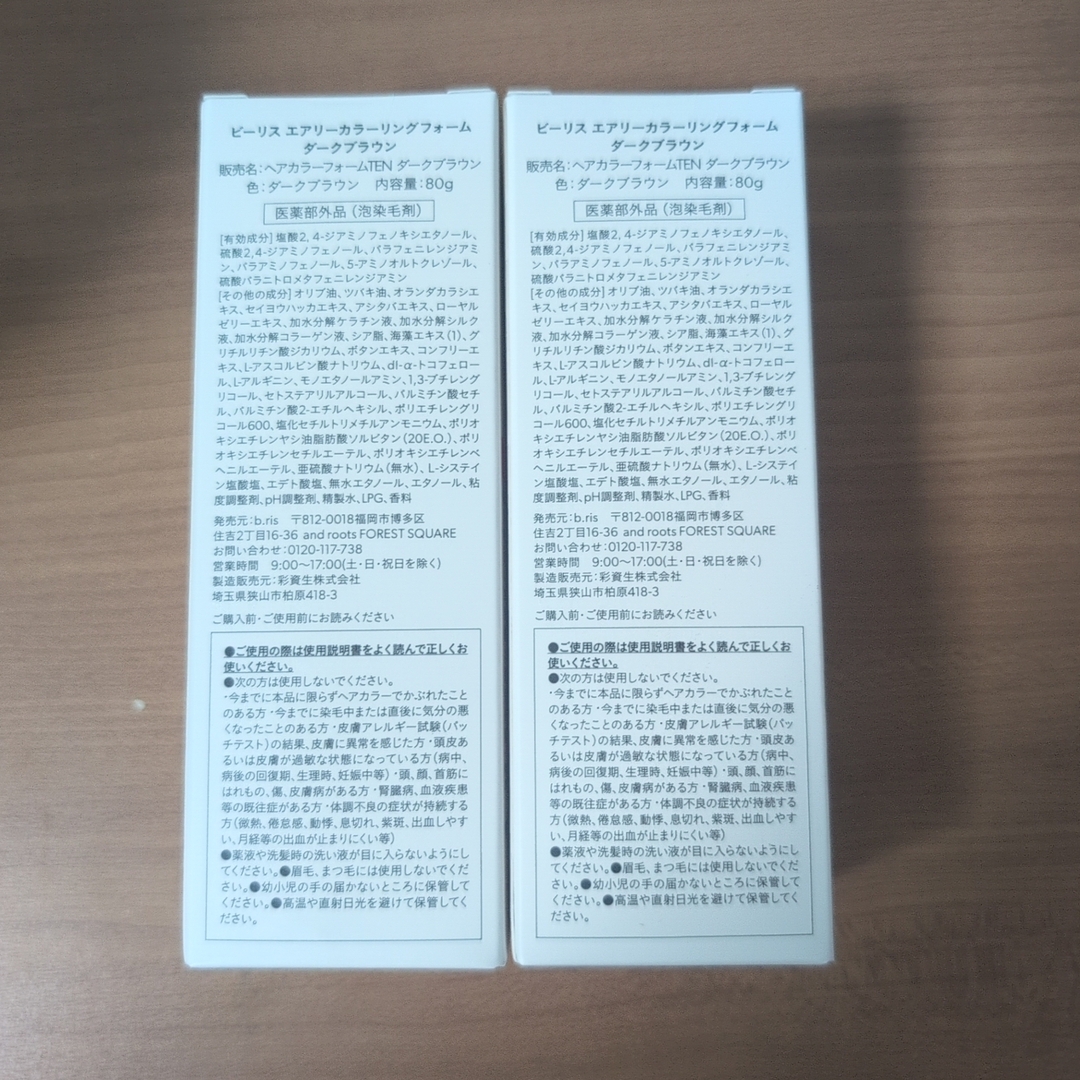 ビーリス エアリーカラーリングフォーム
ダークブラウン
販売名:ヘアカラーフォームTEN ダークブラウン
色:ダークブラウン 内容量:80g
医薬部外品(泡染毛剤)
[有効成分]塩酸2,4-ジアミノフェノキシエタノール、
硫酸2,4-ジアミノフェノール、パラフェニレンジアミ
ン、パラアミノフェノール、5-アミノオルトクレゾール、
硫酸パラニトロメタフェニレンジアミン
[その他の成分]オリブ油、ツバキ油、オランダカラシエ
キス、セイヨウハッカエキス、アシタバエキス、ローヤル
ゼリーエキス、加水分解ケラチン液、加水分解シルク
液、加水分解コラーゲン液、シア脂、海藻エキス(1)、グ
リチルリチン酸ジカリウム、ボタンエキス、コンフリーエ
キス、L-アスコルビン酸ナトリウム、dl-α-トコフェロー
ル、L-アルギニン、モノエタノールアミン、1,3-ブチレング
リコール、セトステアリルアルコール、パルミチン酸セチ
ル、パルミチン酸2-エチルヘキシル、ポリエチレングリ
コール600、塩化セチルトリメチルアンモニウム、ポリオ
キシエチレンヤシ油脂肪酸ソルビタン(20E.O.)、ポリ
オキシエチレンセチルエーテル、ポリオキシエチレンベ
ヘニルエーテル、亜硫酸ナトリウム(無水)、L-システイ
ン塩酸塩、エデト酸塩、無水エタノール、エタノール、粘
度調整剤、pH調整剤、精製水、LPG、香料
発売元:b.ris 〒812-0018福岡市博多区
住吉2丁目16-36 and roots FOREST SQUARE
お問い合わせ:0120-117-738
営業時間 9:00〜17:00(土・日・祝日を除く)
製造販売元:彩資生株式会社
埼玉県狭山市柏原418-3
ご購入前・ご使用前にお読みください
●ご使用の際は使用説明書をよく読んで正しくお
使いください。
●次の方は使用しないでください。
・今までに本品に限らずヘアカラーでかぶれたこと
のある方・今までに染毛中または直後に気分の悪
くなったことのある方・皮膚アレルギー試験(パッ
チテスト)の結果、皮膚に異常を感じた方・頭皮あ
るいは皮膚が過敏な状態になっている方(病中、
病後の回復期、生理時、妊娠中等)・頭、顔、首筋に
はれもの、傷、皮膚病がある方・腎臓病、血液疾患
等の既往症がある方・体調不良の症状が持続する
方(微熱、倦怠感、動悸、息切れ、紫斑、出血しやす
い、月経等の出血が止まりにくい等)
●薬液や洗髪時の洗い液が目に入らないようにし
てください。●眉毛、まつ毛には使用しないでくだ
さい。●幼小児の手の届かないところに保管して
ください。●高温や直射日光を避けて保管してく
ださい。
ビーリス エアリーカラーリングフォーム
ダークブラウン
販売名:ヘアカラーフォームTEN ダークブラウン
色:ダークブラウン 内容量:80g
医薬部外品(泡染毛剤)
[有効成分]塩酸2,4-ジアミノフェノキシエタノール、
硫酸2,4-ジアミノフェノール、パラフェニレンジアミ
ン、パラアミノフェノール、5-アミノオルトクレゾール、
硫酸パラニトロメタフェニレンジアミン
[その他の成分]オリブ油、ツバキ油、オランダカラシエ
キス、セイヨウハッカエキス、アシタバエキス、ローヤル
ゼリーエキス、加水分解ケラチン液、加水分解シルク
液、加水分解コラーゲン液、シア脂、海藻エキス(1)、グ
リチルリチン酸ジカリウム、ボタンエキス、コンフリーエ
キス、L-アスコルビン酸ナトリウム、dl-α-トコフェロー
ル、L-アルギニン、モノエタノールアミン、1,3-ブチレング
リコール、セトステアリルアルコール、パルミチン酸セチ
ル、パルミチン酸2-エチルヘキシル、ポリエチレングリ
コール600、塩化セチルトリメチルアンモニウム、ポリオ
キシエチレンヤシ油脂肪酸ソルビタン(20E.O.)、ポリ
オキシエチレンセチルエーテル、ポリオキシエチレンベ
ヘニルエーテル、亜硫酸ナトリウム(無水)、L-システイ
ン塩酸塩、エデト酸塩、無水エタノール、エタノール、粘
度調整剤、pH調整剤、精製水、LPG、香料
発売元:b.ris 〒812-0018福岡市博多区
住吉2丁目16-36 and roots FOREST SQUARE
お問い合わせ:0120-117-738
営業時間 9:00〜17:00(土・日・祝日を除く)
製造販売元:彩資生株式会社
埼玉県狭山市柏原418-3
ご購入前・ご使用前にお読みください
●ご使用の際は使用説明書をよく読んで正しくお
使いください。
●次の方は使用しないでください。
・今までに本品に限らずヘアカラーでかぶれたこと
のある方・今までに染毛中または直後に気分の悪
くなったことのある方・皮膚アレルギー試験(パッ
チテスト)の結果、皮膚に異常を感じた方・頭皮あ
るいは皮膚が過敏な状態になっている方(病中、
病後の回復期、生理時、妊娠中等)・頭、顔、首筋に
はれもの、傷、皮膚病がある方・腎臓病、血液疾患
等の既往症がある方・体調不良の症状が持続する
方(微熱、倦怠感、動悸、息切れ、紫斑、出血しやす
い、月経等の出血が止まりにくい等)
●薬液や洗髪時の洗い液が目に入らないようにし
てください。●眉毛、まつ毛には使用しないでくだ
さい。●幼小児の手の届かないところに保管して
ください。●高温や直射日光を避けて保管してく
ださい。